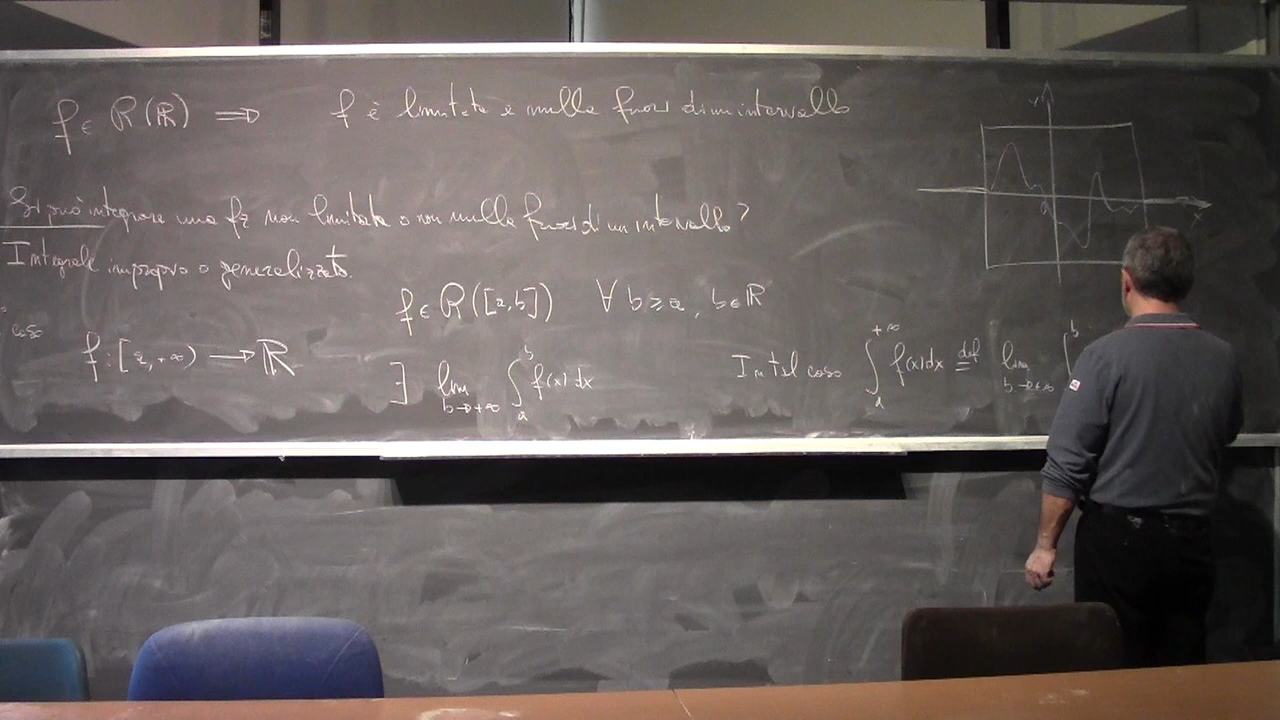 f ∈ R(ℝ) ⇒ f è limitata e nulla fuori di un intervallo
y
x
Si può integrare una fz non limitata o non nulla fuori di un intervallo?
Integrale improprio o generalizzato.
f ∈ R([a,b]) ∀ b ≥ a, b ∈ ℝ
caso
f : [a, +∞) → ℝ
∃ lim b→+∞ ∫ₐᵇ f(x) dx In tal caso ∫ₐ^{+∞} f(x) dx def= lim b→+∞ ∫ₐᵇ